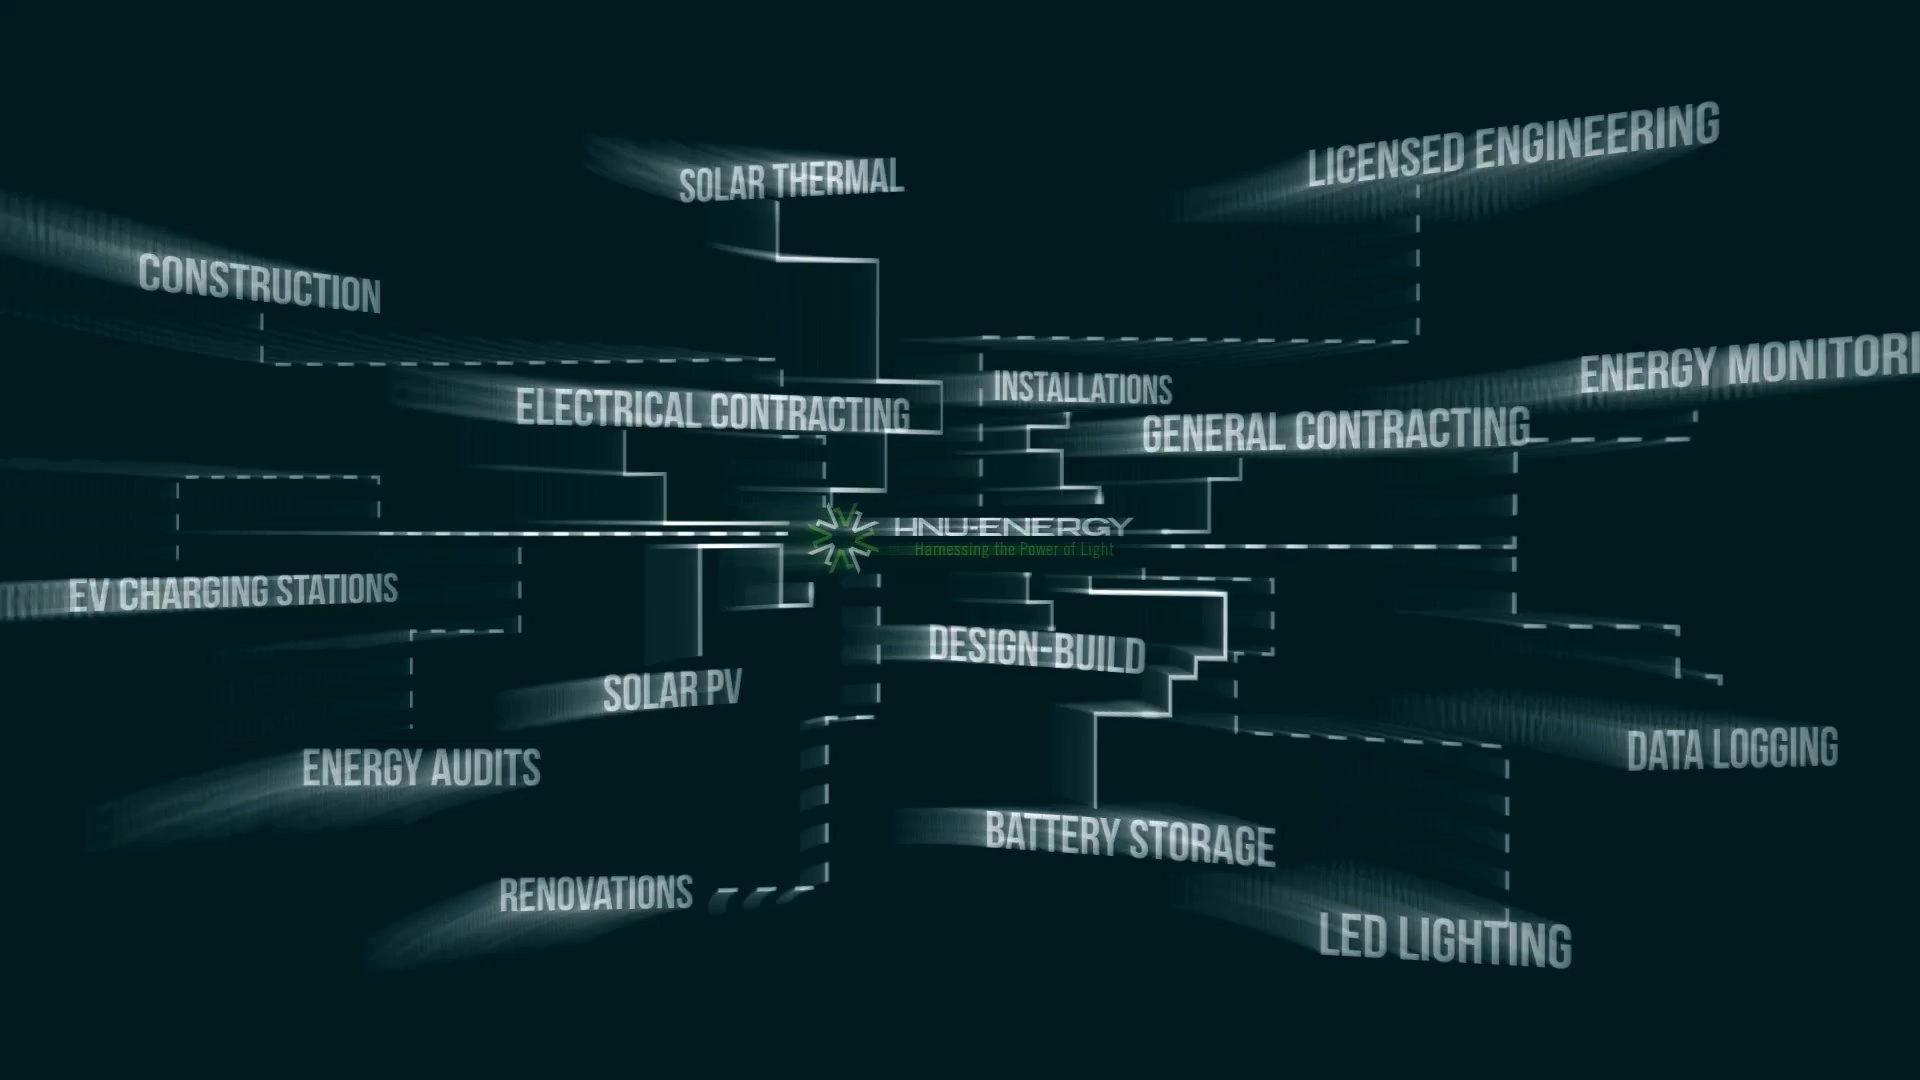 LICENSED ENGINEERING
SOLAR THERMAL
CONSTRUCTION
ENERGY MONITORI
INSTALLATIONS
ELECTRICAL CONTRACTING
GENERAL CONTRACTING
HNU-ENERGY
Harnessing the Power of Light
EV CHARGING STATIONS
DESIGN-BUILD
SOLAR PV
DATA LOGGING
ENERGY AUDITS
BATTERY STORAGE
RENOVATIONS
LED LIGHTING